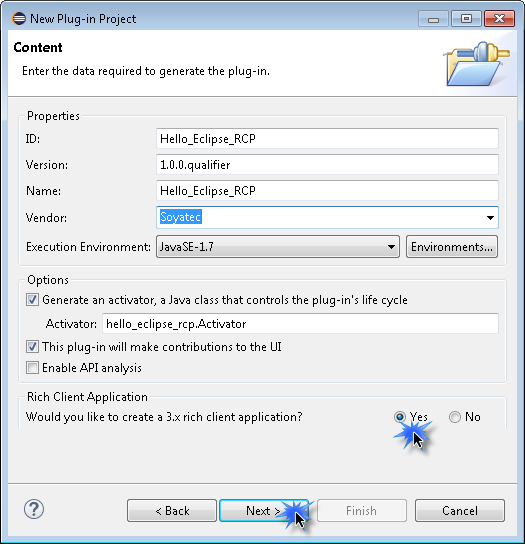 New Plug-in Project
Content
Enter the data required to generate the plug-in.
Properties
ID: Hello_Eclipse_RCP
Version: 1.0.0.qualifier
Name: Hello_Eclipse_RCP
Vendor: Soyatec
Execution Environment: JavaSE-1.7 Environments...
Options
Generate an activator, a Java class that controls the plug-in's life cycle
Activator: hello_eclipse_rcp.Activator
This plug-in will make contributions to the UI
Enable API analysis
Rich Client Application
Would you like to create a 3.x rich client application? Yes No
? < Back Next > Finish Cancel